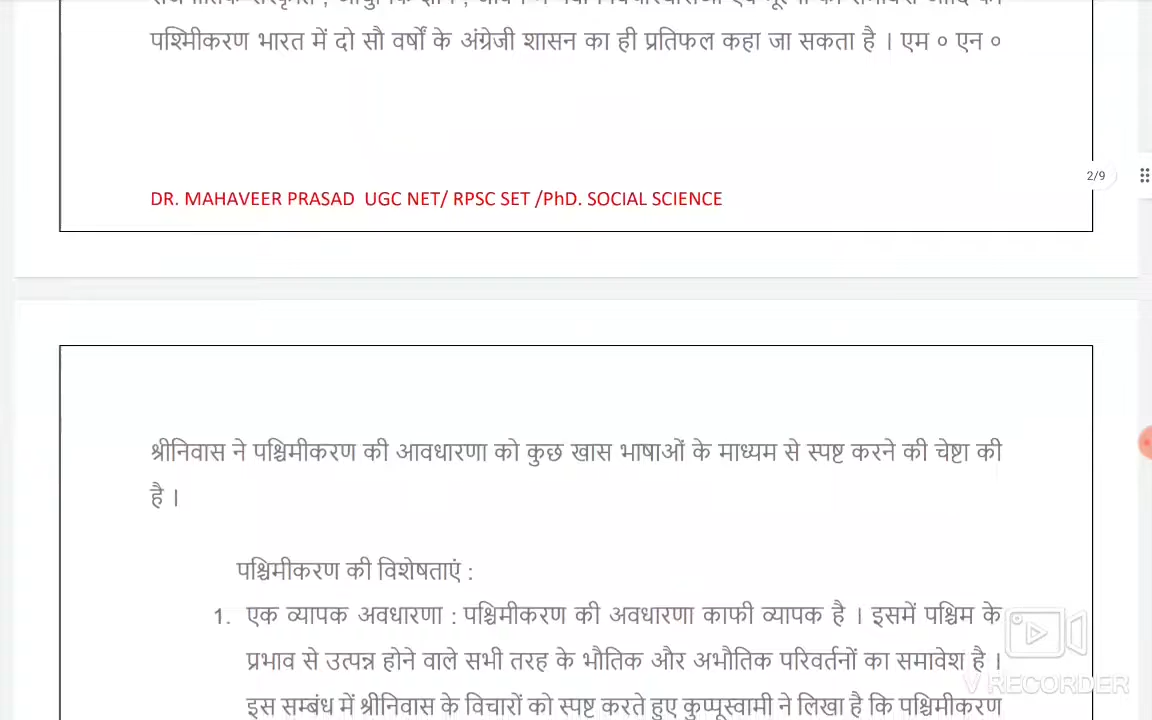 पश्मिीकरण भारत में दो सौ वर्षों के अंग्रेजी शासन का ही प्रतिफल कहा जा सकता है । एम ० एन ०
DR. MAHAVEER PRASAD UGC NET/ RPSC SET /PhD. SOCIAL SCIENCE
2/9
श्रीनिवास ने पश्चिमीकरण की आवधारणा को कुछ खास भाषाओं के माध्यम से स्पष्ट करने की चेष्टा की
है ।
पश्चिमीकरण की विशेषताएं :
1. एक व्यापक अवधारणा : पश्चिमीकरण की अवधारणा काफी व्यापक है । इसमें पश्चिम के
प्रभाव से उत्पन्न होने वाले सभी तरह के भौतिक और अभौतिक परिवर्तनों का समावेश है ।
इस सम्बंध में श्रीनिवास के विचारों को स्पष्ट करते हुए कुप्पूस्वामी ने लिखा है कि पश्चिमीकरण
V RECORDER